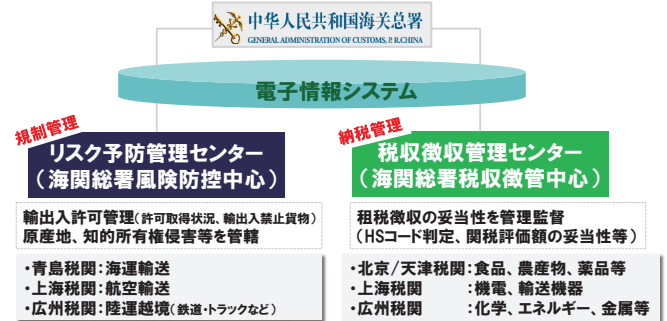 中华人民共和国海关总署
GENERAL ADMINISTRATION OF CUSTOMS, P. R.CHINA
電子情報システム
規制管理
リスク予防管理センター
（海関総署風険防控中心）
輸出入許可管理（許可取得状況、輸出入禁止貨物）
原産地、知的所有権侵害等を管轄
・青島税関：海運輸送
・上海税関：航空輸送
・広州税関：陸運越境（鉄道・トラックなど）
納税管理
税収徴収管理センター
（海関総署税収徴管中心）
租税徴収の妥当性を管理監督
（HSコード判定、関税評価額の妥当性等）
・北京/天津税関：食品、農産物、薬品等
・上海税関　　：機電、輸送機器
・広州税関　　：化学、エネルギー、金属等